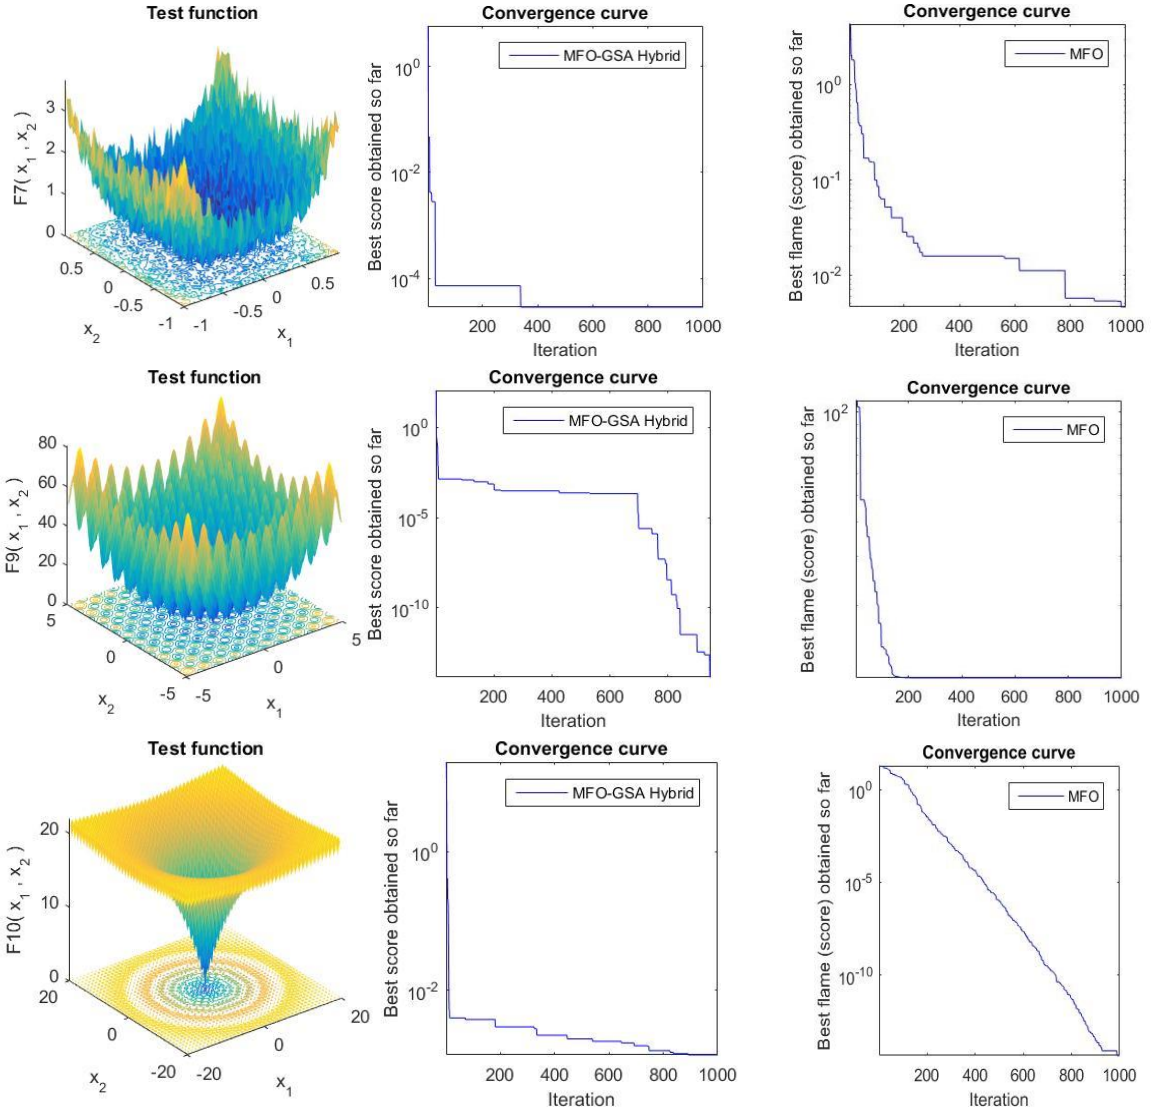 Test function
F7( x1 , x2 )
3
2
1
0
0.5
0
-0.5
-1
x2
-1
-0.5
0
0.5
x1
Convergence curve
Best score obtained so far
MFO-GSA Hybrid
10^0
10^-2
10^-4
200 400 600 800 1000
Iteration
Convergence curve
Best flame (score) obtained so far
MFO
10^0
10^-1
10^-2
200 400 600 800 1000
Iteration
Test function
F9( x1 , x2 )
80
60
40
20
0
5
0
-5
x2
-5
0
5
x1
Convergence curve
Best score obtained so far
MFO-GSA Hybrid
10^0
10^-5
10^-10
200 400 600 800
Iteration
Convergence curve
Best flame (score) obtained so far
MFO
10^2
200 400 600 800 1000
Iteration
Test function
F10( x1 , x2 )
20
10
0
20
0
-20
x2
-20
0
20
x1
Convergence curve
Best score obtained so far
MFO-GSA Hybrid
10^0
10^-2
200 400 600 800 1000
Iteration
Convergence curve
Best flame (score) obtained so far
MFO
10^0
10^-5
10^-10
200 400 600 800 1000
Iteration